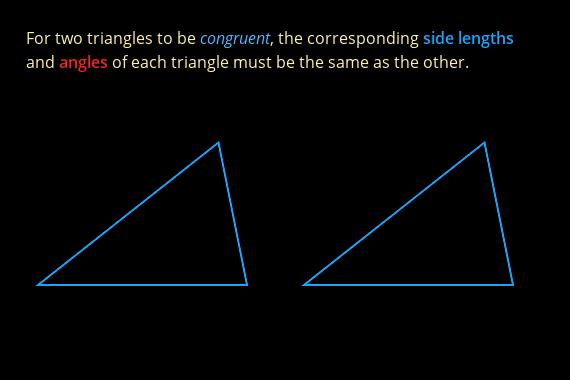 For two triangles to be congruent, the corresponding side lengths
and angles of each triangle must be the same as the other.